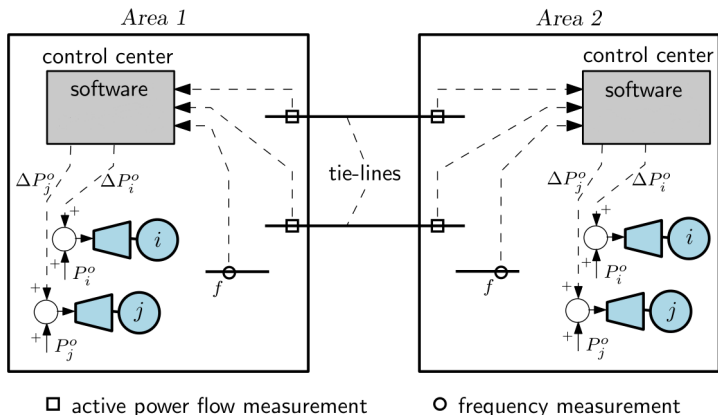 Area 1
Area 2
control center
control center
software
software
ΔP_j^o
ΔP_i^o
tie-lines
ΔP_j^o
ΔP_i^o
+
+
i
i
+
+
P_i^o
f
f
P_i^o
+
+
j
j
+
+
P_j^o
P_j^o
active power flow measurement
frequency measurement